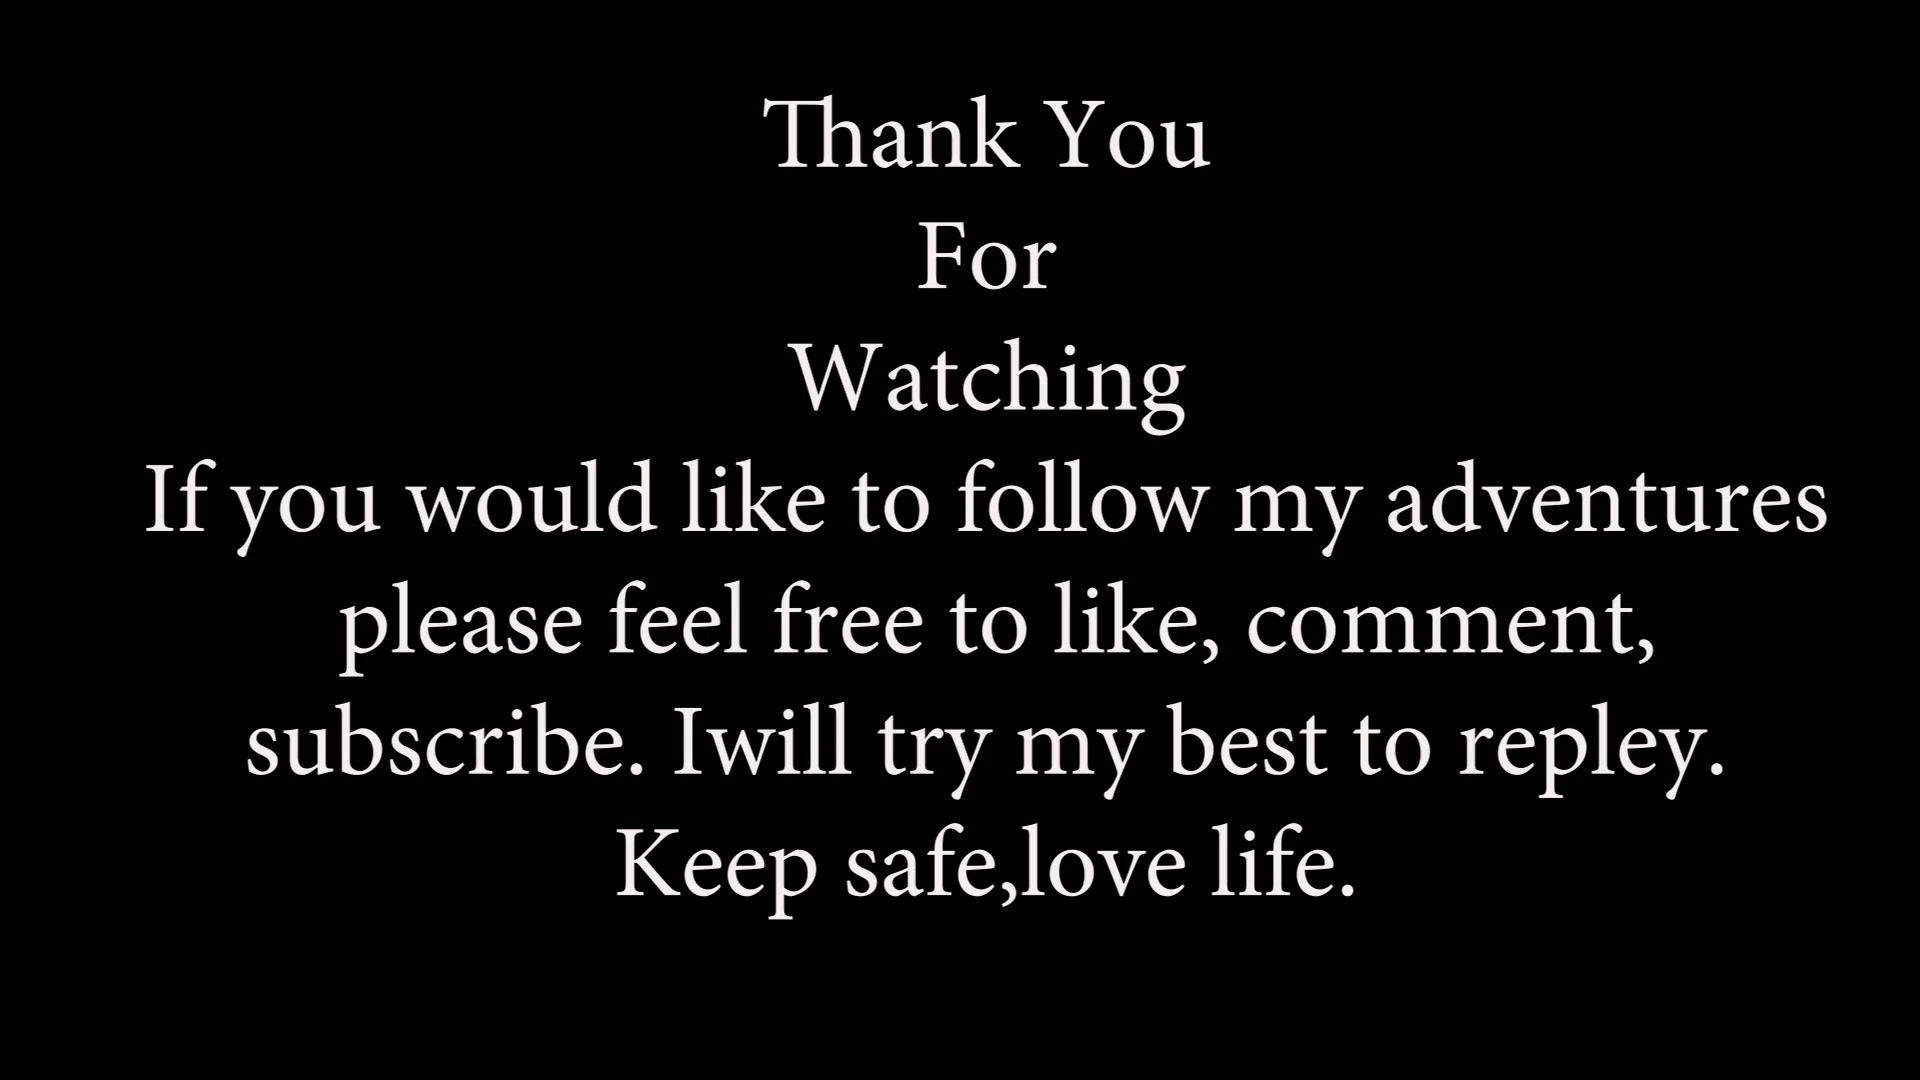 Thank You
For
Watching
If you would like to follow my adventures
please feel free to like, comment,
subscribe. Iwill try my best to repley.
Keep safe,love life.